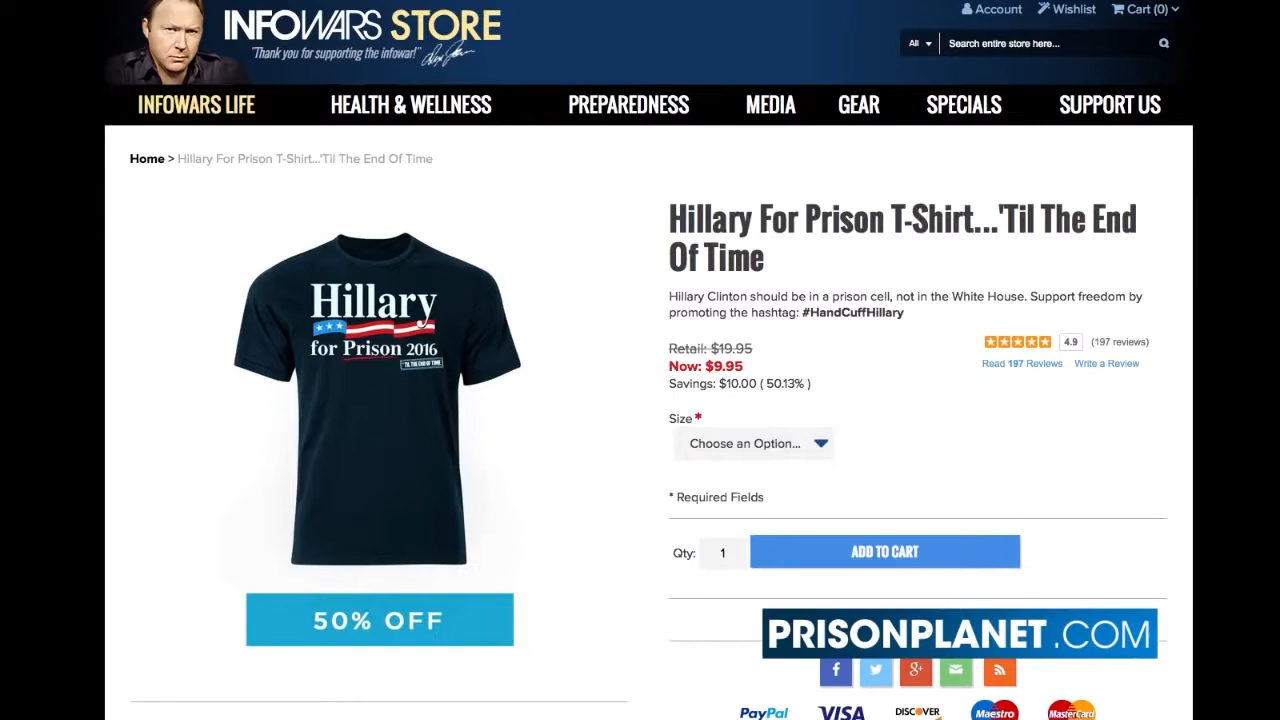 INFOWARS STORE
"Thank you for supporting the infowar!"
Account
Wishlist
Cart (0)
All
Search entire store here...
INFOWARS LIFE
HEALTH & WELLNESS
PREPAREDNESS
MEDIA
GEAR
SPECIALS
SUPPORT US
Home > Hillary For Prison T-Shirt...'Til The End Of Time
Hillary
for Prison 2016
'TIL THE END OF TIME
50% OFF
Hillary For Prison T-Shirt...'Til The End
Of Time
Hillary Clinton should be in a prison cell, not in the White House. Support freedom by
promoting the hashtag: #HandCuffHillary
Retail: $19.95
Now: $9.95
Savings: $10.00 ( 50.13% )
4.9 (197 reviews)
Read 197 Reviews Write a Review
Size *
Choose an Option...
* Required Fields
Qty: 1 ADD TO CART
PRISONPLANET.COM
f
g+
PayPal
VISA
DISCOVER
Maestro
MasterCard